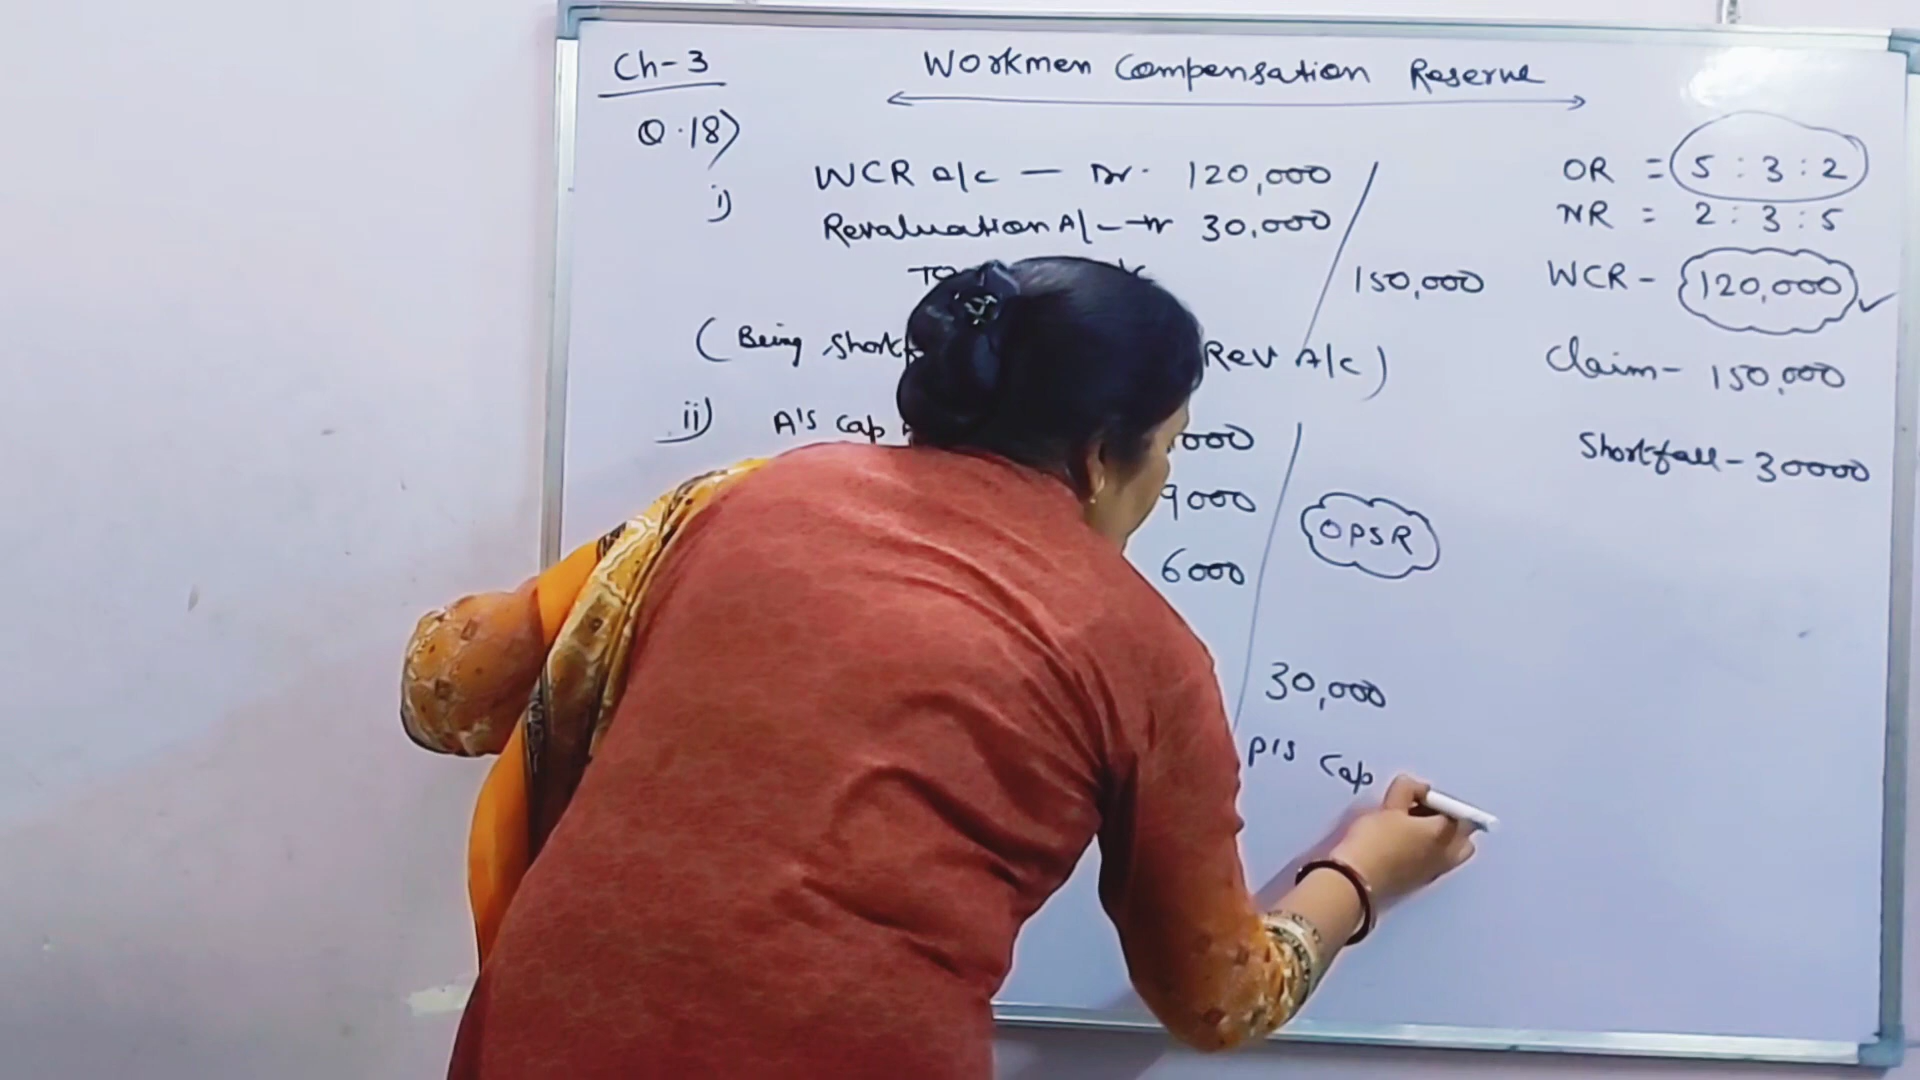 Ch-3
Workmen Compensation Reserve
Q.18)
i) WCR a/c — Dr. 120,000
Revaluation A/c — Dr 30,000
To 150,000
(Being Shortf Rev A/c)
ii) A's Cap 000
9000
6000
30,000
P's Cap
OPSR
OR = 5 : 3 : 2
NR = 2 : 3 : 5
WCR - 120,000
Claim - 150,000
Shortfall - 30000